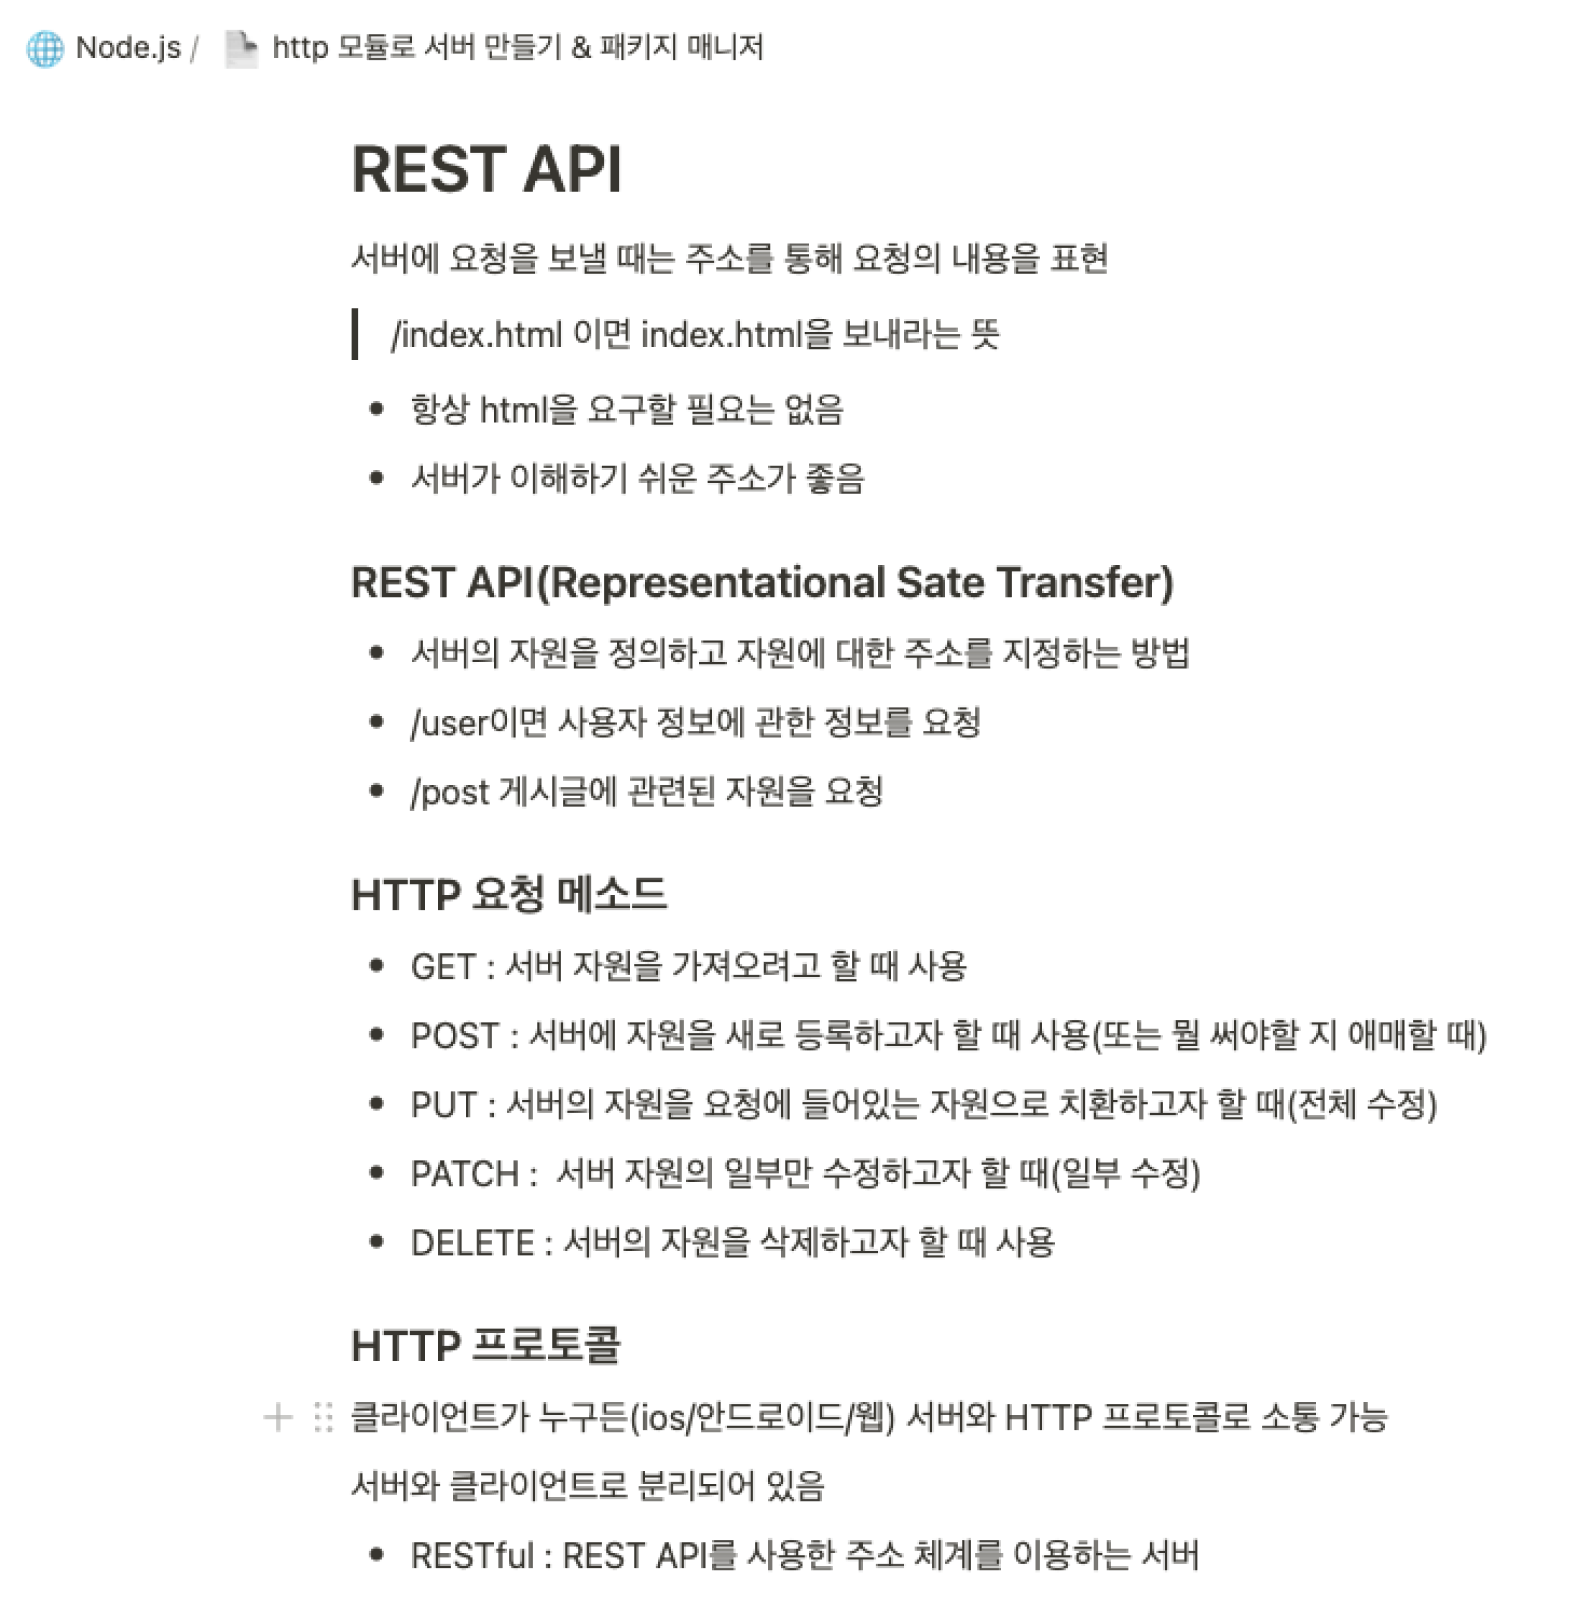 Node.js / http 모듈로 서버 만들기 & 패키지 매니저
REST API
서버에 요청을 보낼 때는 주소를 통해 요청의 내용을 표현
/index.html 이면 index.html을 보내라는 뜻
항상 html을 요구할 필요는 없음
서버가 이해하기 쉬운 주소가 좋음
REST API(Representational Sate Transfer)
서버의 자원을 정의하고 자원에 대한 주소를 지정하는 방법
/user이면 사용자 정보에 관한 정보를 요청
/post 게시글에 관련된 자원을 요청
HTTP 요청 메소드
GET : 서버 자원을 가져오려고 할 때 사용
POST : 서버에 자원을 새로 등록하고자 할 때 사용(또는 뭘 써야할 지 애매할 때)
PUT : 서버의 자원을 요청에 들어있는 자원으로 치환하고자 할 때(전체 수정)
PATCH :  서버 자원의 일부만 수정하고자 할 때(일부 수정)
DELETE : 서버의 자원을 삭제하고자 할 때 사용
HTTP 프로토콜
클라이언트가 누구든(ios/안드로이드/웹) 서버와 HTTP 프로토콜로 소통 가능
서버와 클라이언트로 분리되어 있음
RESTful : REST API를 사용한 주소 체계를 이용하는 서버